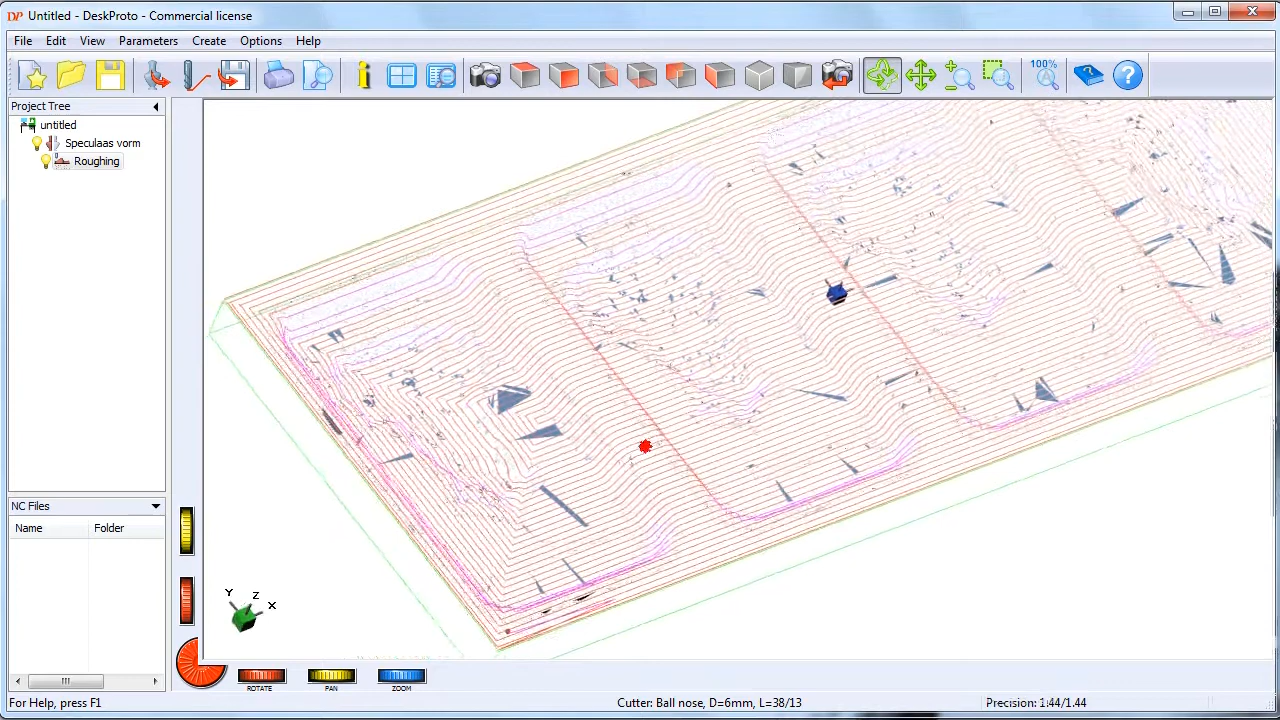 DP Untitled - DeskProto - Commercial license
File Edit View Parameters Create Options Help
100%
Project Tree
untitled
Speculaas vorm
Roughing
NC Files
Name Folder
Y Z X
ROTATE PAN ZOOM
For Help, press F1 Cutter: Ball nose, D=6mm, L=38/13 Precision: 1.44/1.44